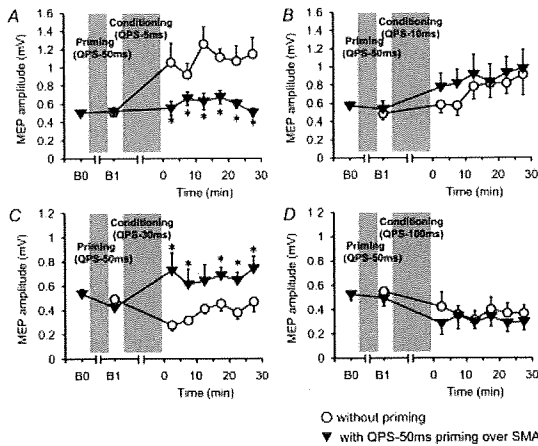 A
B
MEP amplitude (mV)
1.6
1.4
1.2
1
0.8
0.6
0.4
0.2
0
Priming
(QPS-50ms)
Conditioning
(QPS-5ms)
* * * * * *
B0 B1 0 10 20 30
Time (min)
MEP amplitude (mV)
1.6
1.4
1.2
1
0.8
0.6
0.4
0.2
0
Priming
(QPS-50ms)
Conditioning
(QPS-10ms)
B0 B1 0 10 20 30
Time (min)
C
D
MEP amplitude (mV)
1.2
1
0.8
0.6
0.4
0.2
0
Priming
(QPS-50ms)
Conditioning
(QPS-30ms)
* * * * *
B0 B1 0 10 20 30
Time (min)
MEP amplitude (mV)
1.2
1
0.8
0.6
0.4
0.2
0
Priming
(QPS-50ms)
Conditioning
(QPS-100ms)
B0 B1 0 10 20 30
Time (min)
without priming
with QPS-50ms priming over SMA